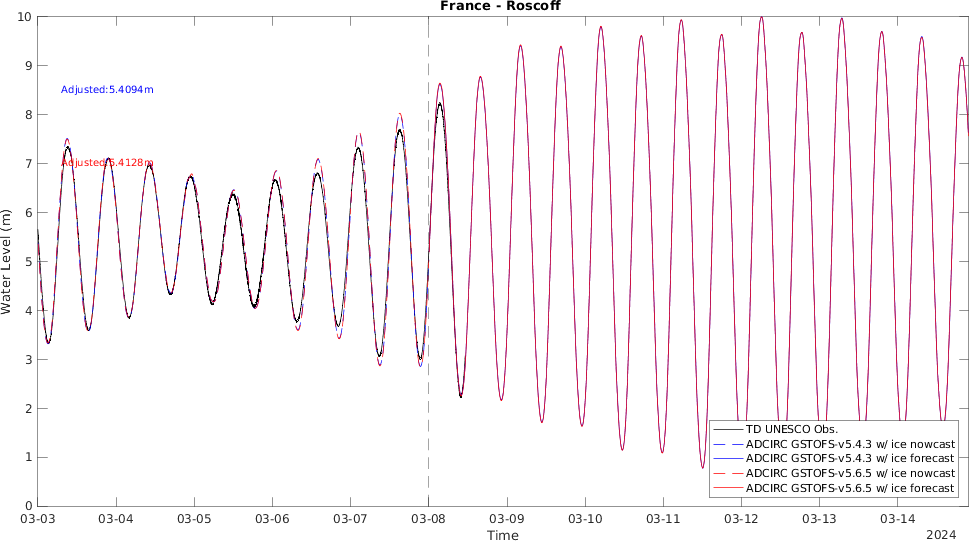 France - Roscoff
10
9
8
7
6
5
4
3
2
1
0
Water Level (m)
Adjusted:5.4094m
Adjusted:5.4128m
TD UNESCO Obs.
ADCIRC GSTOFS-v5.4.3 w/ ice nowcast
ADCIRC GSTOFS-v5.4.3 w/ ice forecast
ADCIRC GSTOFS-v5.6.5 w/ ice nowcast
ADCIRC GSTOFS-v5.6.5 w/ ice forecast
03-03 03-04 03-05 03-06 03-07 03-08 03-09 03-10 03-11 03-12 03-13 03-14
Time
2024